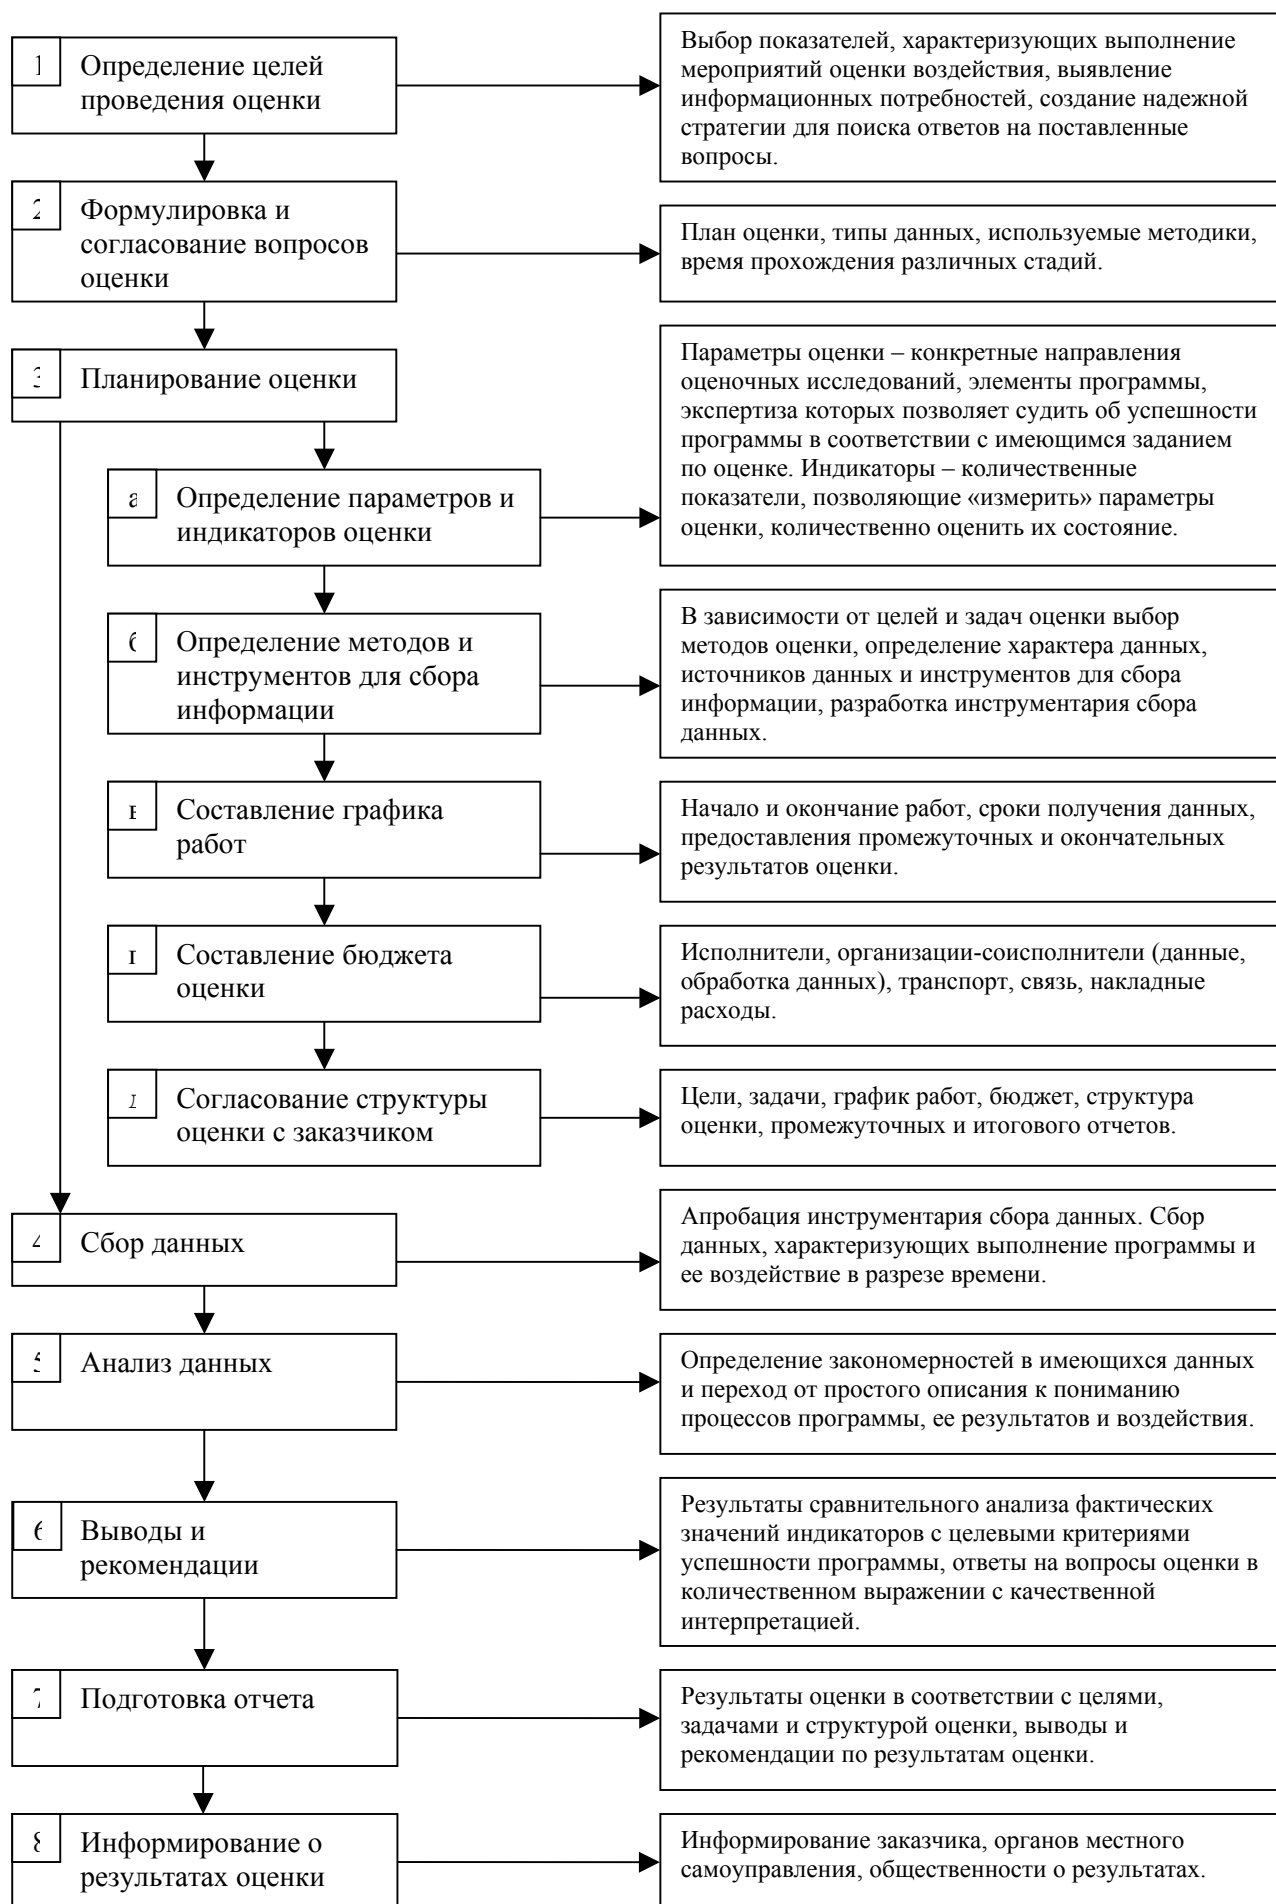 1
Определение целей
проведения оценки
Выбор показателей, характеризующих выполнение
мероприятий оценки воздействия, выявление
информационных потребностей, создание надежной
стратегии для поиска ответов на поставленные
вопросы.
2
Формулировка и
согласование вопросов
оценки
План оценки, типы данных, используемые методики,
время прохождения различных стадий.
3
Планирование оценки
Параметры оценки – конкретные направления
оценочных исследований, элементы программы,
экспертиза которых позволяет судить об успешности
программы в соответствии с имеющимся заданием
по оценке. Индикаторы – количественные
показатели, позволяющие «измерить» параметры
оценки, количественно оценить их состояние.
а
Определение параметров и
индикаторов оценки
б
Определение методов и
инструментов для сбора
информации
В зависимости от целей и задач оценки выбор
методов оценки, определение характера данных,
источников данных и инструментов для сбора
информации, разработка инструментария сбора
данных.
в
Составление графика
работ
Начало и окончание работ, сроки получения данных,
предоставления промежуточных и окончательных
результатов оценки.
г
Составление бюджета
оценки
Исполнители, организации-соисполнители (данные,
обработка данных), транспорт, связь, накладные
расходы.
д
Согласование структуры
оценки с заказчиком
Цели, задачи, график работ, бюджет, структура
оценки, промежуточных и итогового отчетов.
4
Сбор данных
Апробация инструментария сбора данных. Сбор
данных, характеризующих выполнение программы и
ее воздействие в разрезе времени.
5
Анализ данных
Определение закономерностей в имеющихся данных
и переход от простого описания к пониманию
процессов программы, ее результатов и воздействия.
6
Выводы и
рекомендации
Результаты сравнительного анализа фактических
значений индикаторов с целевыми критериями
успешности программы, ответы на вопросы оценки в
количественном выражении с качественной
интерпретацией.
7
Подготовка отчета
Результаты оценки в соответствии с целями,
задачами и структурой оценки, выводы и
рекомендации по результатам оценки.
8
Информирование о
результатах оценки
Информирование заказчика, органов местного
самоуправления, общественности о результатах.